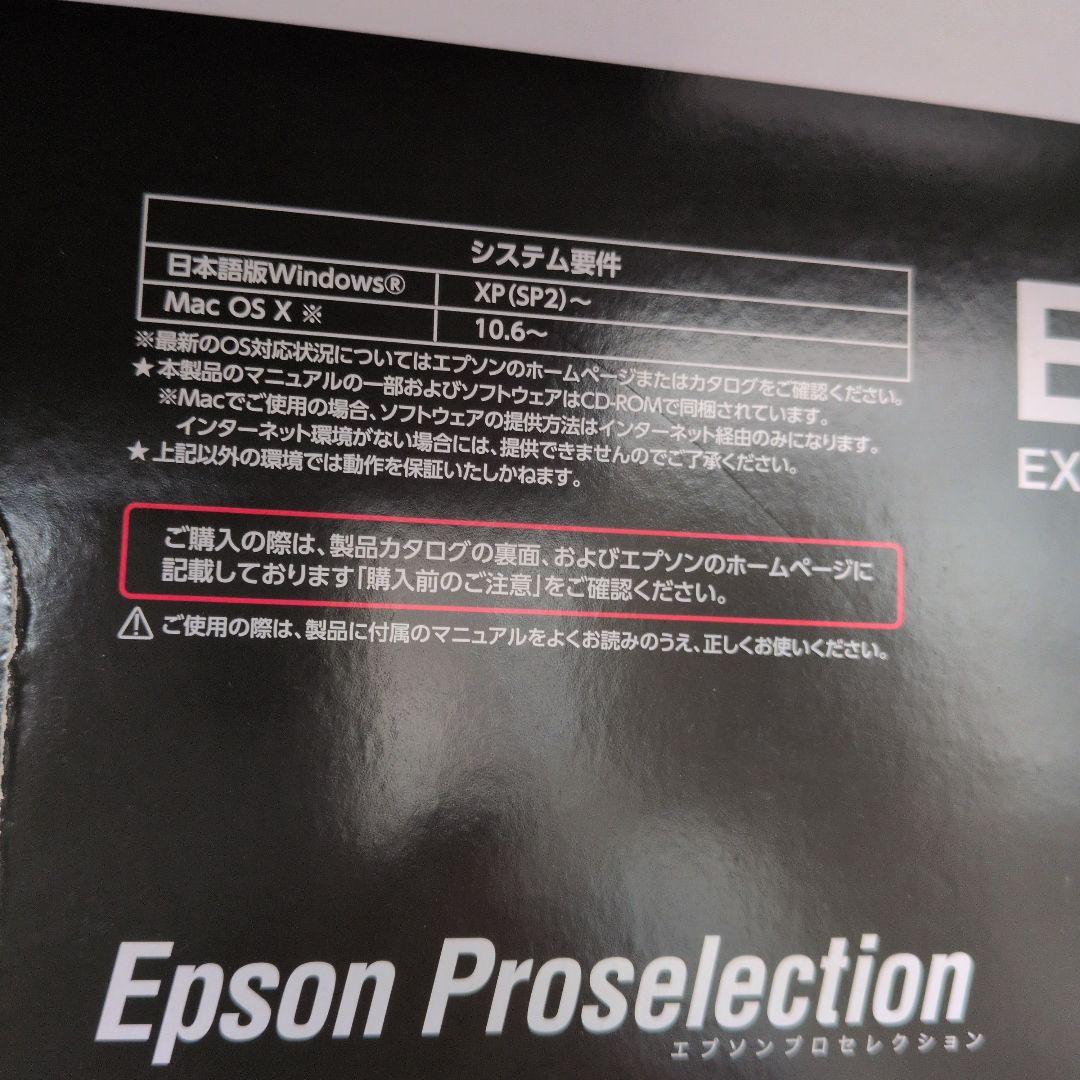 システム要件
日本語版Windows® XP(SP2)～
Mac OS X ※ 10.6～
※最新のOS対応状況についてはエプソンのホームページまたはカタログをご確認ください。
★本製品のマニュアルの一部およびソフトウェアはCD-ROMで同梱されています。
※Macでご使用の場合、ソフトウェアの提供方法はインターネット経由のみになります。
インターネット環境がない場合には、提供できませんのでご了承ください。
★上記以外の環境では動作を保証いたしかねます。
E
EX
ご購入の際は、製品カタログの裏面、およびエプソンのホームページに
記載しております「購入前のご注意」をご確認ください。
ご使用の際は、製品に付属のマニュアルをよくお読みのうえ、正しくお使いください。
Epson Proselection
エプソンプロセレクション